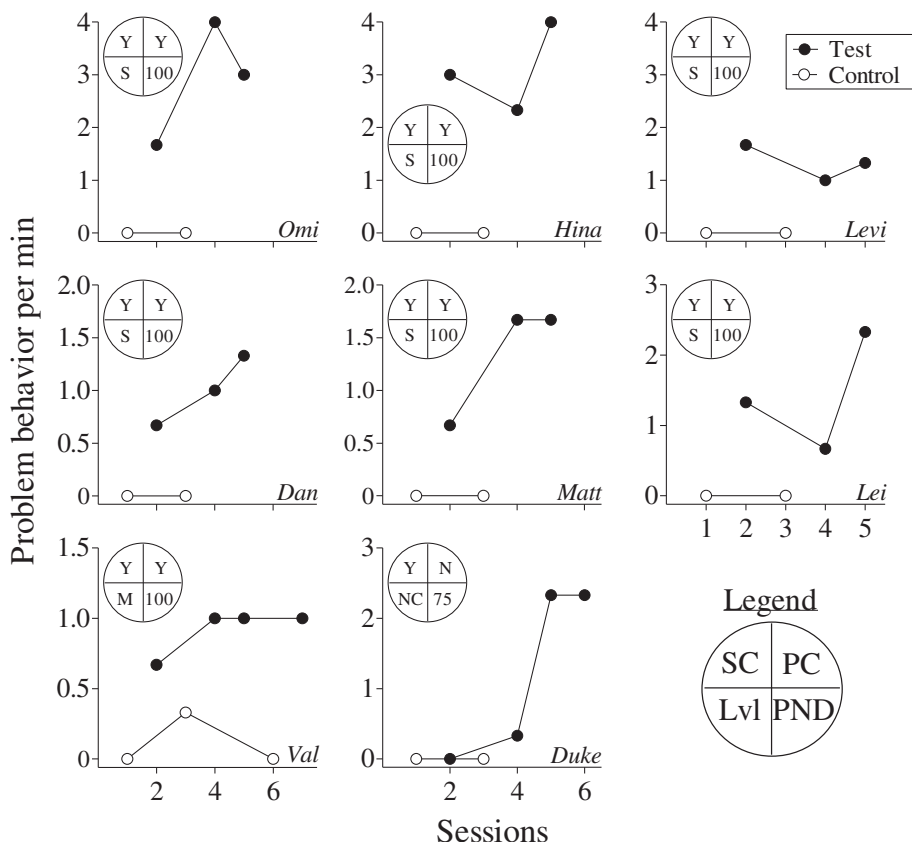 Problem behavior per min
4
3
2
1
0
Y Y
S 100
Omi
4
3
2
1
0
Y Y
S 100
Hina
4
3
2
1
0
Y Y
S 100
Test
Control
Levi
2.0
1.5
1.0
0.5
0
Y Y
S 100
Dan
2.0
1.5
1.0
0.5
0
Y Y
S 100
Matt
3
2
1
0
Y Y
S 100
Lei
1 2 3 4 5
1.5
1.0
0.5
0
Y Y
M 100
Val
2 4 6
3
2
1
0
Y N
NC 75
Duke
2 4 6
Legend
SC PC
Lvl PND
Sessions